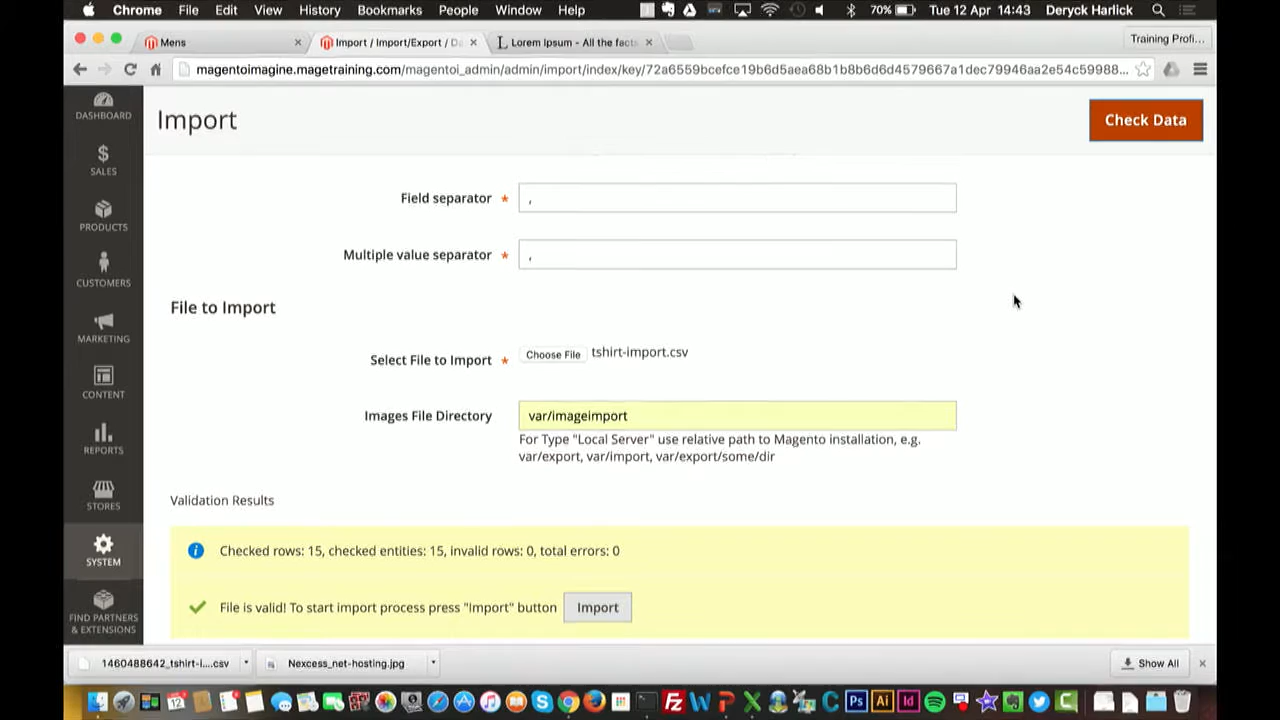 Chrome File Edit View History Bookmarks People Window Help 70% Tue 12 Apr 14:43 Deryck Harlick
Mens Import / Import/Export / Da Lorem Ipsum - All the facts Training Profi...
magentoimagine.magetraining.com/magentoi_admin/admin/import/index/key/72a6559bcefce19b6d5aea68b1b8b6d6d4579667a1dec79946aa2e54c59988...
DASHBOARD
SALES
PRODUCTS
CUSTOMERS
MARKETING
CONTENT
REPORTS
STORES
SYSTEM
FIND PARTNERS
& EXTENSIONS
Import Check Data
Field separator * ,
Multiple value separator * ,
File to Import
Select File to Import * Choose File tshirt-import.csv
Images File Directory var/imageimport
For Type "Local Server" use relative path to Magento installation, e.g.
var/export, var/import, var/export/some/dir
Validation Results
Checked rows: 15, checked entities: 15, invalid rows: 0, total errors: 0
File is valid! To start import process press "Import" button Import
1460488642_tshirt-i....csv Nexcess_net-hosting.jpg Show All